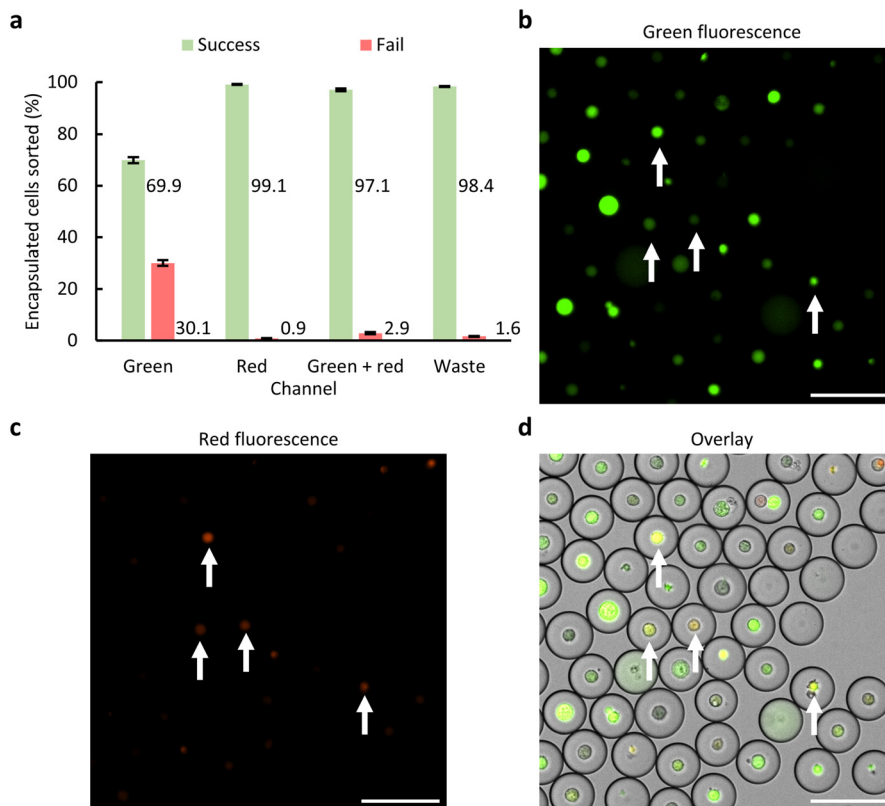 a
Success
Fail
Encapsulated cells sorted (%)
100
80
60
40
20
0
69.9
99.1
97.1
98.4
30.1
0.9
2.9
1.6
Green
Red
Green + red
Waste
Channel
b
Green fluorescence
c
Red fluorescence
d
Overlay